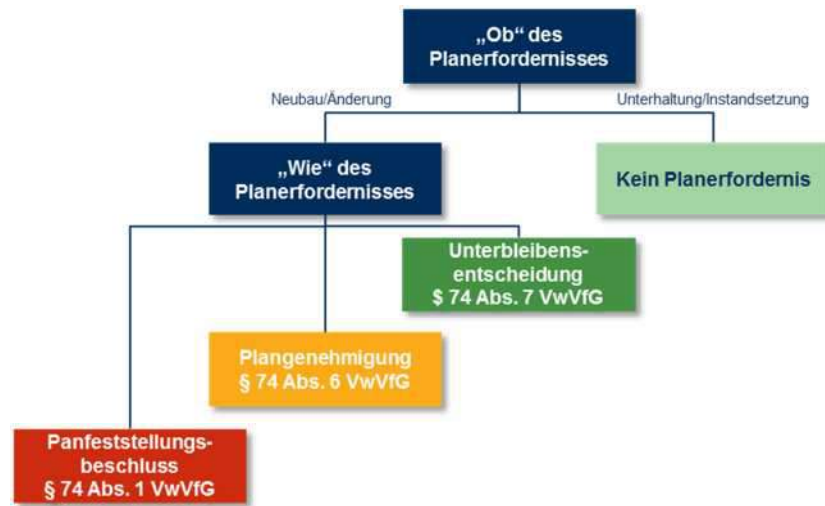 „Ob“ des
Planerfordernisses
Neubau/Änderung
Unterhaltung/Instandsetzung
„Wie“ des
Planerfordernisses
Kein Planerfordernis
Unterbleibens-
entscheidung
$ 74 Abs. 7 VwVfG
Plangenehmigung
§ 74 Abs. 6 VwVfG
Panfeststellungs-
beschluss
§ 74 Abs. 1 VwVfG